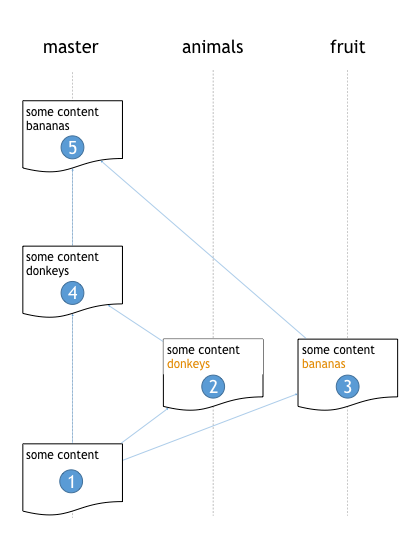 master
animals
fruit
some content
bananas
5
some content
donkeys
4
some content
donkeys
2
some content
bananas
3
some content
1